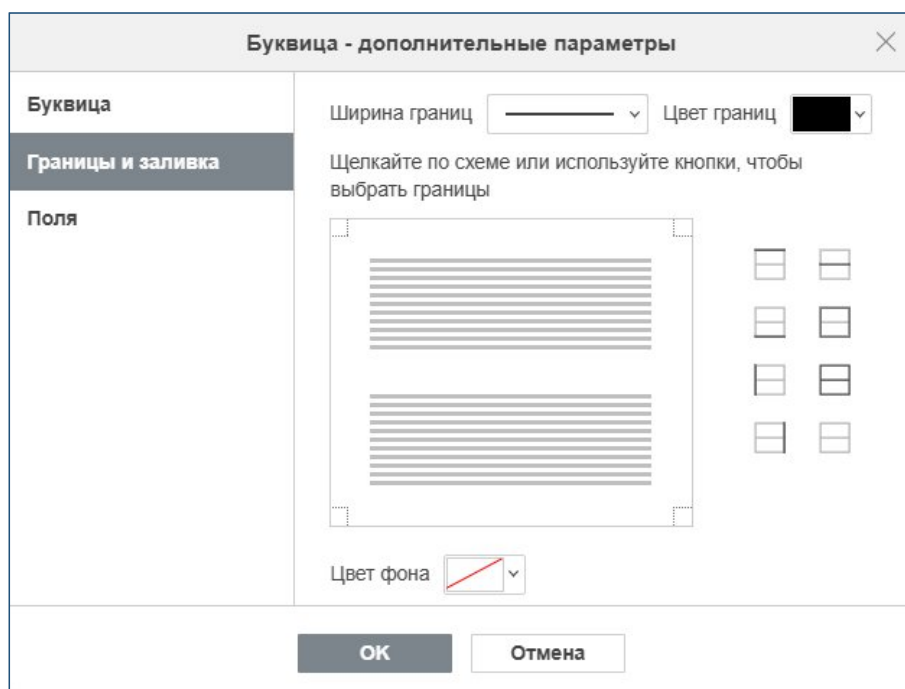 Буквица - дополнительные параметры
Буквица
Границы и заливка
Поля
Ширина границ
Цвет границ
Щелкайте по схеме или используйте кнопки, чтобы
выбрать границы
Цвет фона
OK
Отмена